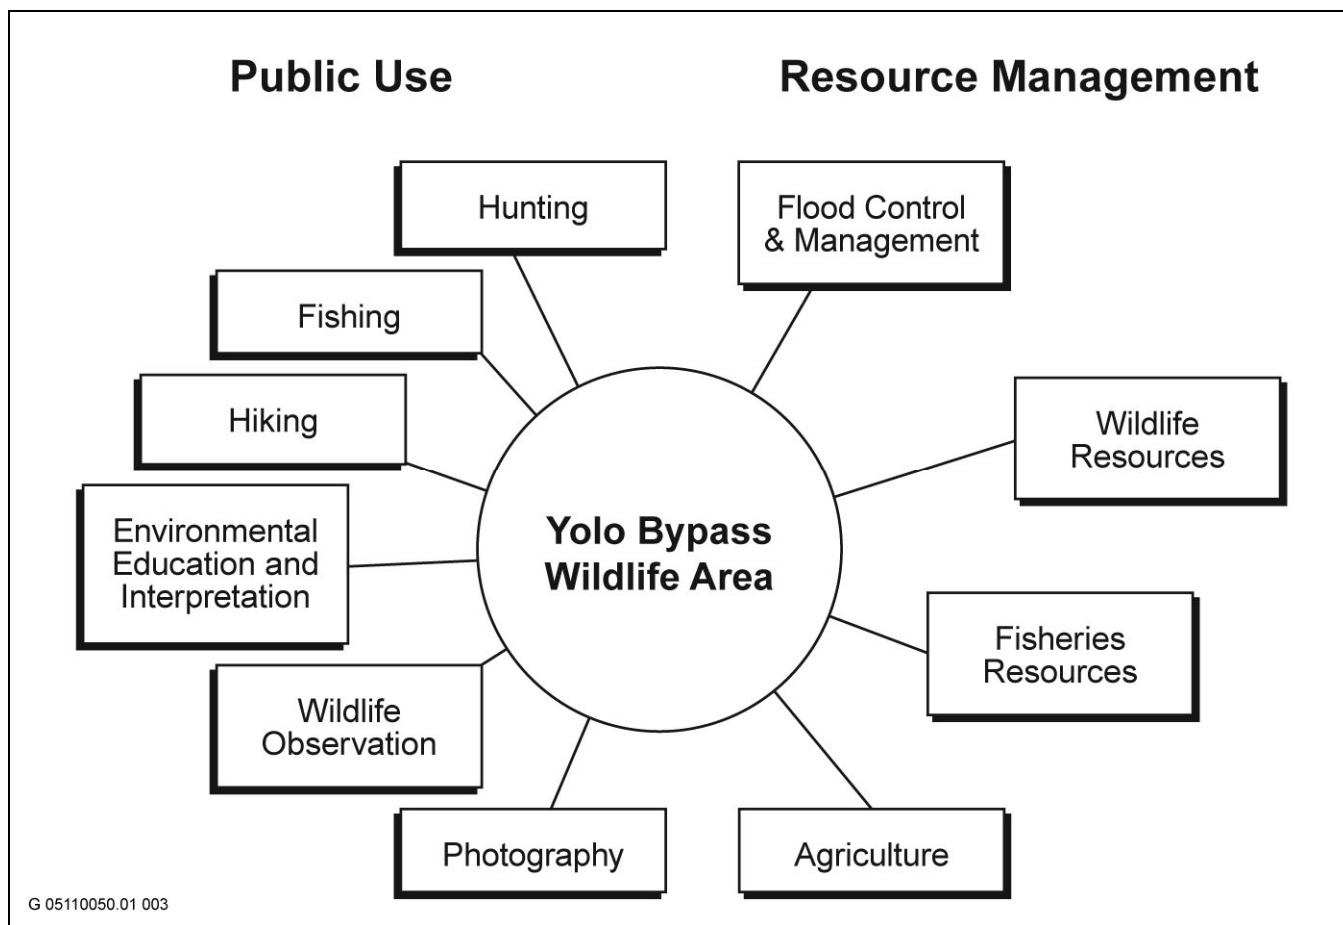 Public Use
Resource Management
Hunting
Flood Control
& Management
Fishing
Hiking
Wildlife
Resources
Environmental
Education and
Interpretation
Yolo Bypass
Wildlife Area
Fisheries
Resources
Wildlife
Observation
Photography
Agriculture
G 05110050.01 003